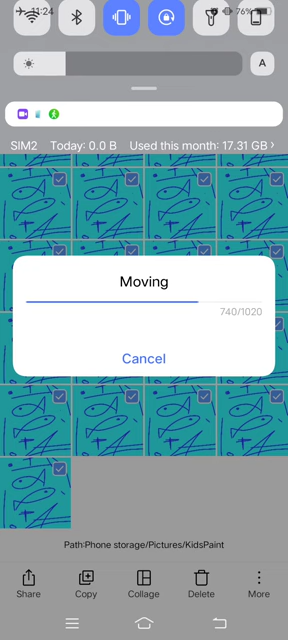 11:24
76%
A
SIM2 Today: 0.0 B Used this month: 17.31 GB
Moving
740/1020
Cancel
Path:Phone storage/Pictures/KidsPaint
Share Copy Collage Delete More